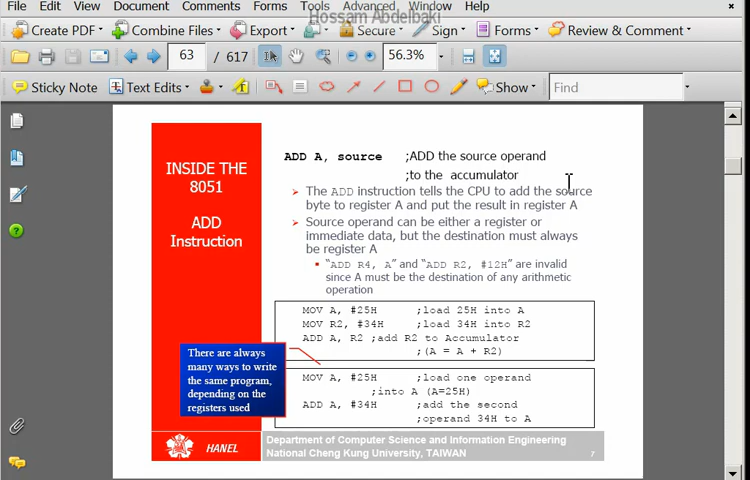 File Edit View Document Comments Forms Tools Advanced Window Help
Hossam Abdelbaki
Create PDF Combine Files Export Secure Sign Forms Review & Comment
63 / 617 56.3%
Sticky Note Text Edits Show Find
INSIDE THE
8051
ADD
Instruction
ADD A, source ;ADD the source operand
;to the accumulator
The ADD instruction tells the CPU to add the source
byte to register A and put the result in register A
Source operand can be either a register or
immediate data, but the destination must always
be register A
“ADD R4, A” and “ADD R2, #12H” are invalid
since A must be the destination of any arithmetic
operation
MOV A, #25H ;load 25H into A
MOV R2, #34H ;load 34H into R2
ADD A, R2 ;add R2 to Accumulator
;(A = A + R2)
There are always
many ways to write
the same program,
depending on the
registers used
MOV A, #25H ;load one operand
;into A (A=25H)
ADD A, #34H ;add the second
;operand 34H to A
HANEL
Department of Computer Science and Information Engineering
National Cheng Kung University, TAIWAN
7